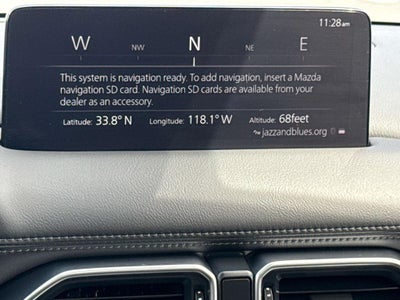 11:28am
W NW N NE E
This system is navigation ready. To add navigation, insert a Mazda
navigation SD card. Navigation SD cards are available from your
dealer as an accessory.
Latitude: 33.8° N Longitude: 118.1° W Altitude: 68feet
jazzandblues.org